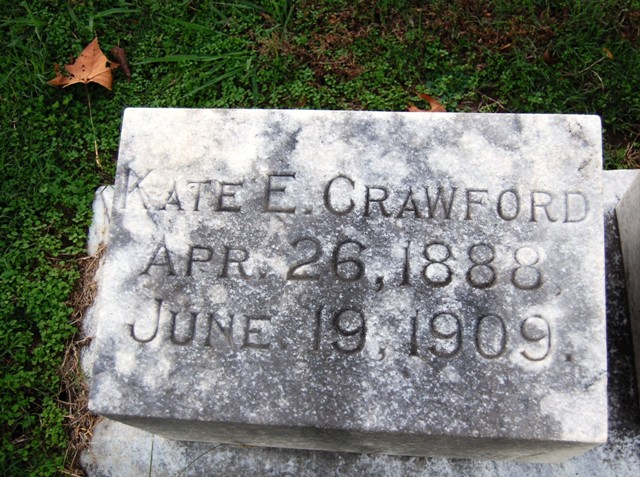 KATE E. CRAWFORD
APR. 26, 1888,
JUNE 19, 1909.